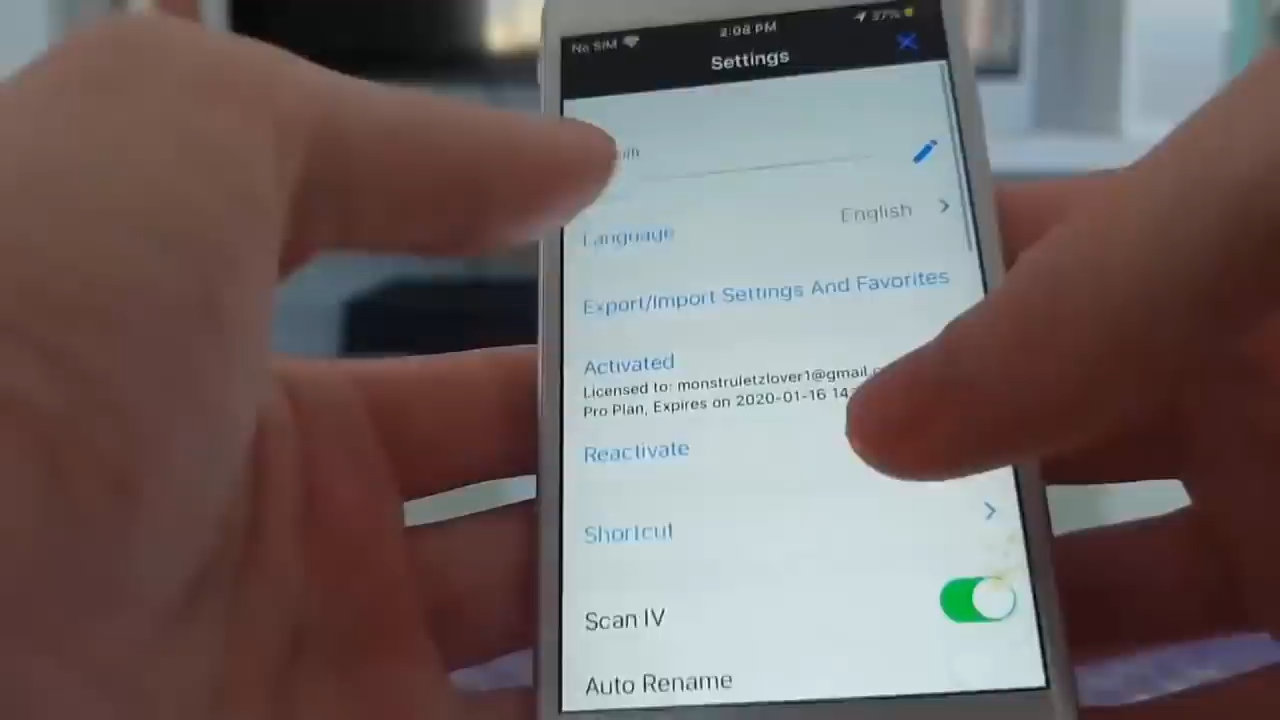 No SIM 2:08 PM 37%
Settings
Language English
Export/Import Settings And Favorites
Activated
Licensed to: monstruletzlover1@gmail
Pro Plan, Expires on 2020-01-16 14
Reactivate
Shortcut
Scan IV
Auto Rename